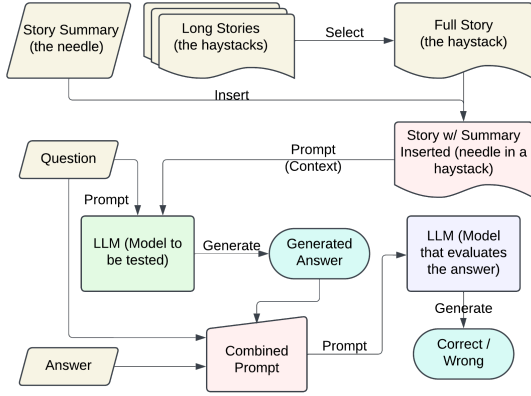 Story Summary
(the needle)
Long Stories
(the haystacks)
Select
Full Story
(the haystack)
Insert
Story w/ Summary
Inserted (needle in a
haystack)
Prompt
(Context)
Question
Prompt
LLM (Model to
be tested)
Generate
Generated
Answer
LLM (Model
that evaluates
the answer)
Generate
Correct /
Wrong
Combined
Prompt
Prompt
Answer